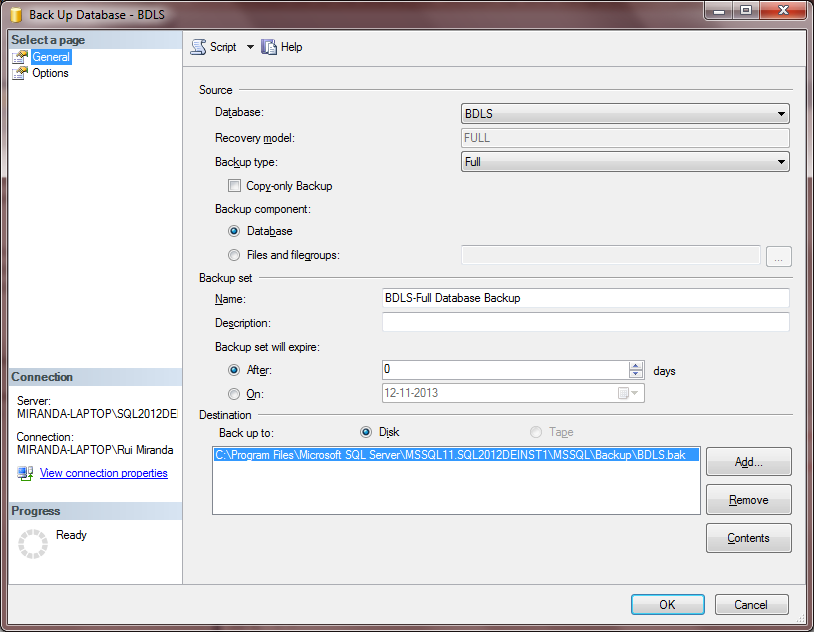 Back Up Database - BDLS
Select a page
General
Options
Script
Help
Source
Database:
BDLS
Recovery model:
FULL
Backup type:
Full
Copy-only Backup
Backup component:
Database
Files and filegroups:
...
Backup set
Name:
BDLS-Full Database Backup
Description:
Backup set will expire:
After:
0
days
On:
12-11-2013
Destination
Back up to:
Disk
Tape
C:\Program Files\Microsoft SQL Server\MSSQL11.SQL2012DEINST1\MSSQL\Backup\BDLS.bak
Add...
Remove
Contents
Connection
Server:
MIRANDA-LAPTOP\SQL2012DEI
Connection:
MIRANDA-LAPTOP\Rui Miranda
View connection properties
Progress
Ready
OK
Cancel